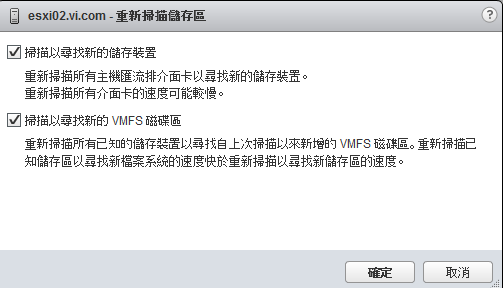 esxi02.vi.com - 重新掃描儲存區
掃描以尋找新的儲存裝置
重新掃描所有主機匯流排介面卡以尋找新的儲存裝置。
重新掃描所有介面卡的速度可能較慢。
掃描以尋找新的 VMFS 磁碟區
重新掃描所有已知的儲存裝置以尋找自上次掃描以來新增的 VMFS 磁碟區。重新掃描已
知儲存區以尋找新檔案系統的速度快於重新掃描以尋找新儲存區的速度。
確定
取消